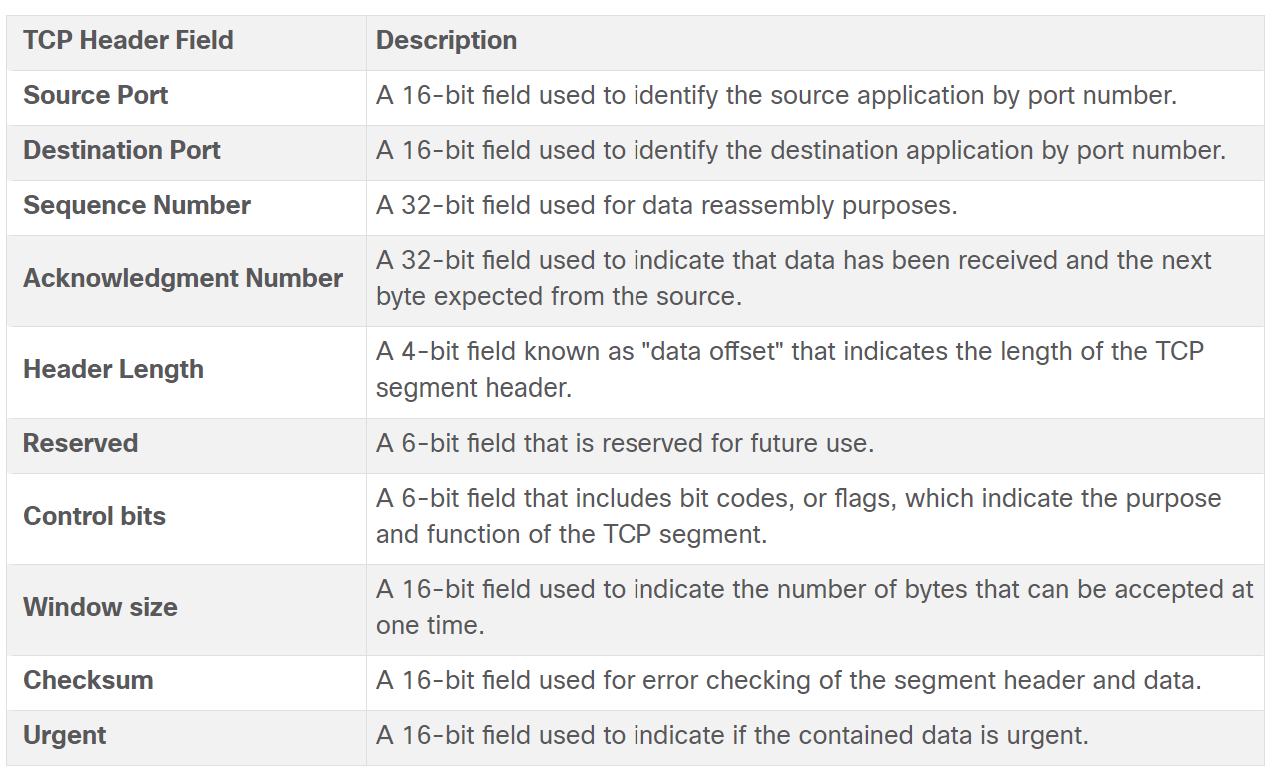 TCP Header Field Description
Source Port A 16-bit field used to identify the source application by port number.
Destination Port A 16-bit field used to identify the destination application by port number.
Sequence Number A 32-bit field used for data reassembly purposes.
Acknowledgment Number A 32-bit field used to indicate that data has been received and the next
byte expected from the source.
Header Length A 4-bit field known as "data offset" that indicates the length of the TCP
segment header.
Reserved A 6-bit field that is reserved for future use.
Control bits A 6-bit field that includes bit codes, or flags, which indicate the purpose
and function of the TCP segment.
Window size A 16-bit field used to indicate the number of bytes that can be accepted at
one time.
Checksum A 16-bit field used for error checking of the segment header and data.
Urgent A 16-bit field used to indicate if the contained data is urgent.